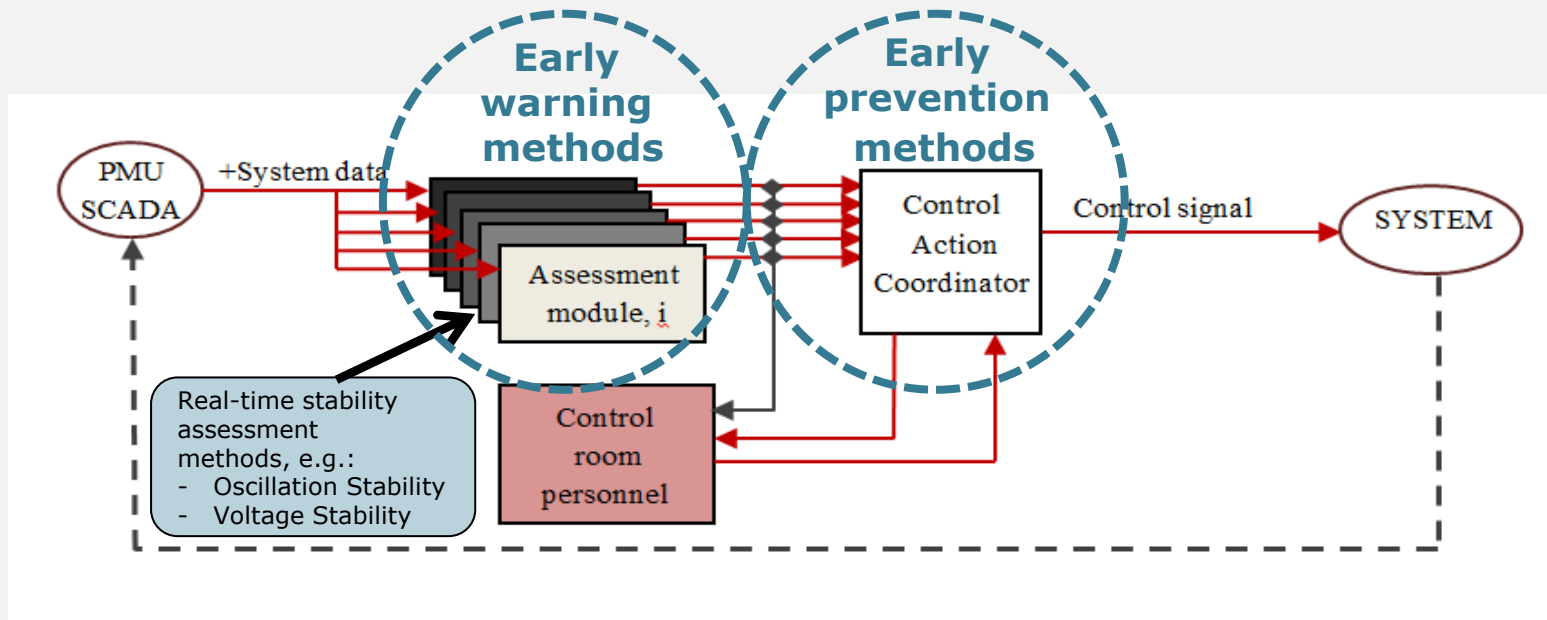 Early
warning
methods
Early
prevention
methods
PMU
SCADA
+System data
Assessment
module, i
Control
Action
Coordinator
Control signal
SYSTEM
Real-time stability
assessment
methods, e.g.:
- Oscillation Stability
- Voltage Stability
Control
room
personnel